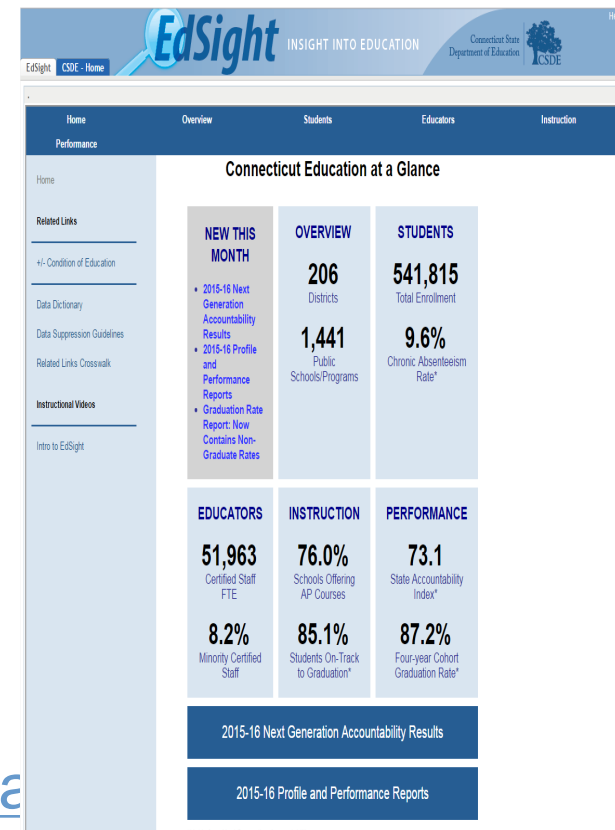 EdSight INSIGHT INTO EDUCATION
Connecticut State
Department of Education
CSDE
EdSight CSDE - Home
Home Overview Students Educators Instruction
Performance
Home
Related Links
+/- Condition of Education
Data Dictionary
Data Suppression Guidelines
Related Links Crosswalk
Instructional Videos
Intro to EdSight
Connecticut Education at a Glance
NEW THIS
MONTH
• 2015-16 Next
Generation
Accountability
Results
• 2015-16 Profile
and
Performance
Reports
• Graduation Rate
Report: Now
Contains Non-
Graduate Rates
OVERVIEW
206
Districts
1,441
Public
Schools/Programs
STUDENTS
541,815
Total Enrollment
9.6%
Chronic Absenteeism
Rate*
EDUCATORS
51,963
Certified Staff
FTE
8.2%
Minority Certified
Staff
INSTRUCTION
76.0%
Schools Offering
AP Courses
85.1%
Students On-Track
to Graduation*
PERFORMANCE
73.1
State Accountability
Index*
87.2%
Four-year Cohort
Graduation Rate*
2015-16 Next Generation Accountability Results
2015-16 Profile and Performance Reports